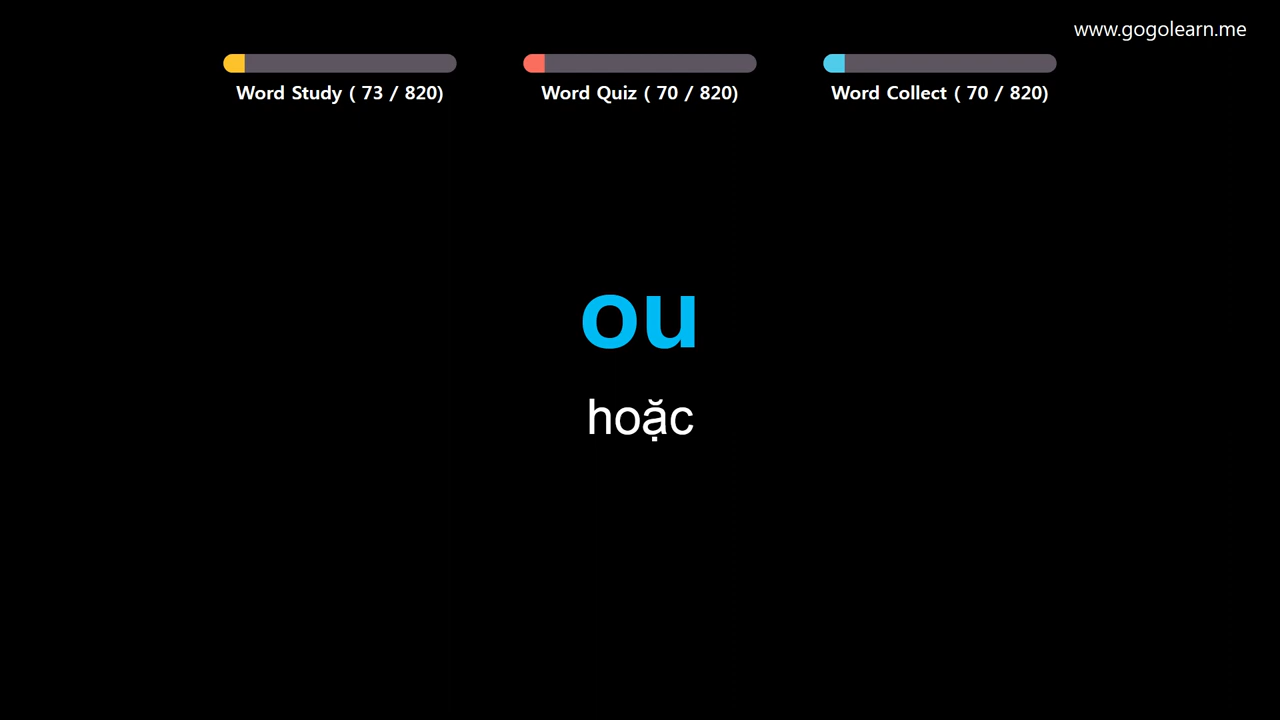 www.gogolearn.me
Word Study ( 73 / 820)
Word Quiz ( 70 / 820)
Word Collect ( 70 / 820)
ou
hoặc